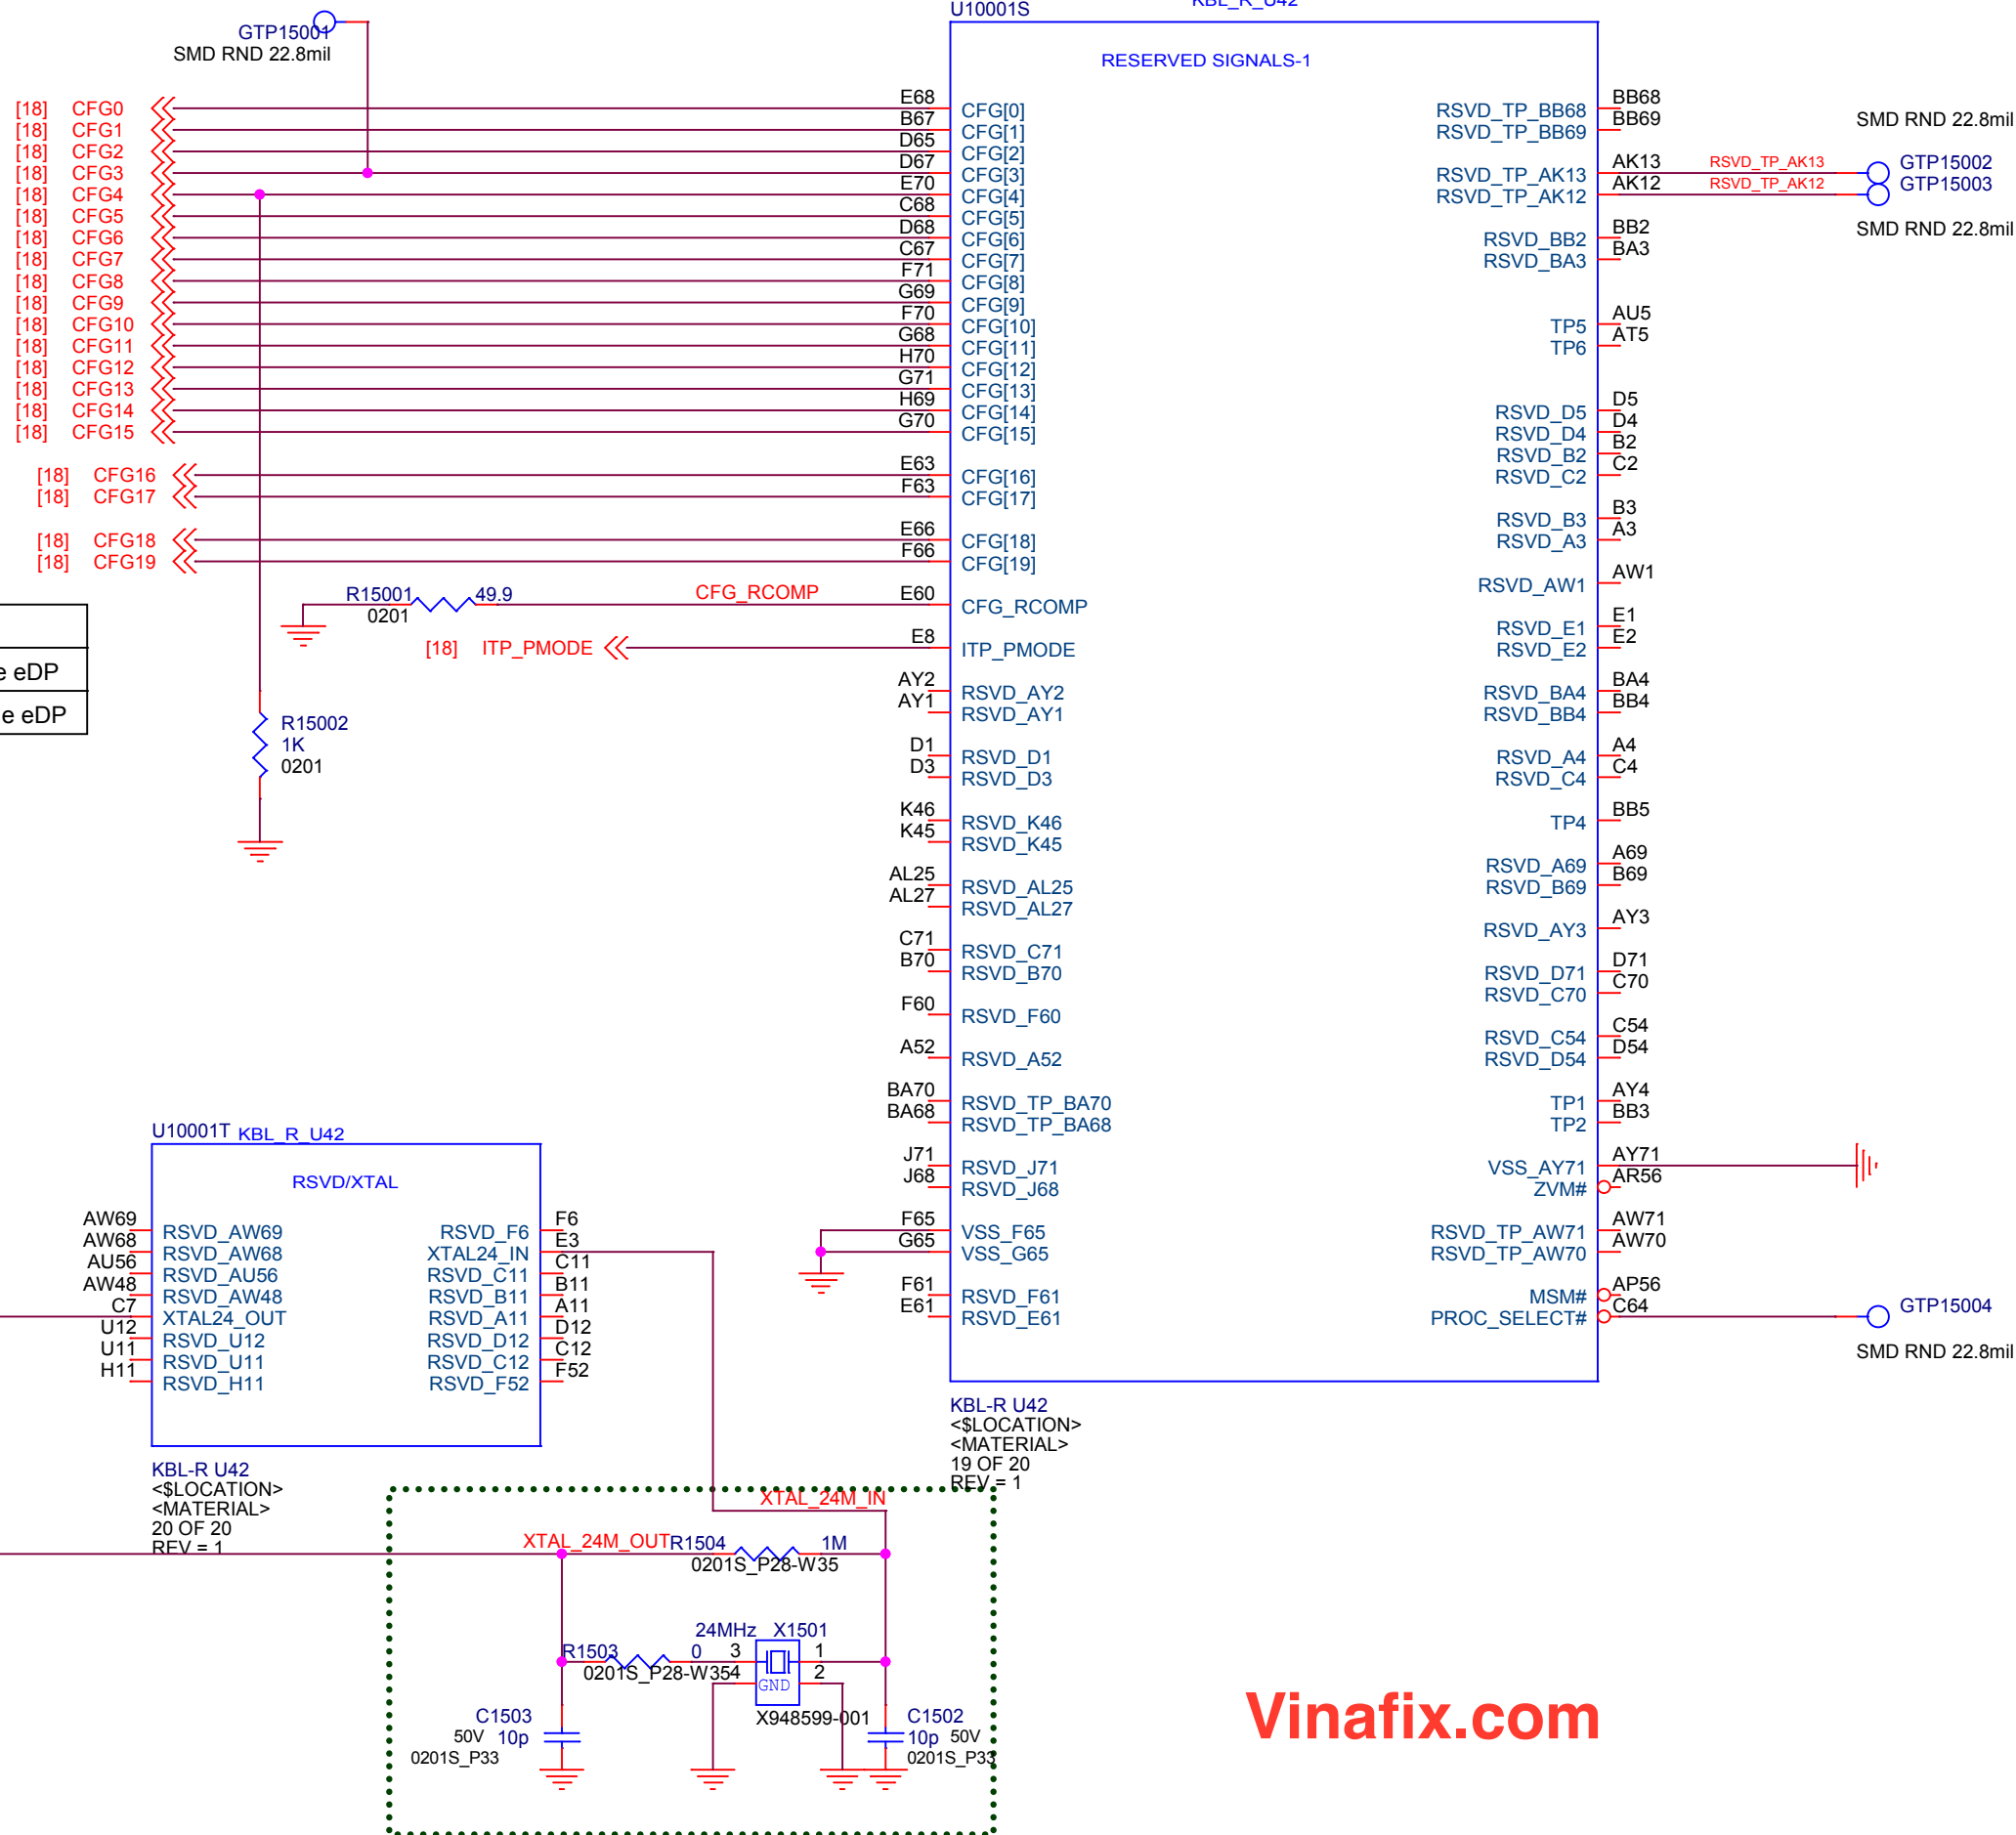 U10001S
GTP15001
SMD RND 22.8mil
RESERVED SIGNALS-1
[18] CFG0 E68 CFG[0]
[18] CFG1 B67 CFG[1]
[18] CFG2 D65 CFG[2]
[18] CFG3 D67 CFG[3]
[18] CFG4 E70 CFG[4]
[18] CFG5 C68 CFG[5]
[18] CFG6 D68 CFG[6]
[18] CFG7 C67 CFG[7]
[18] CFG8 F71 CFG[8]
[18] CFG9 G69 CFG[9]
[18] CFG10 F70 CFG[10]
[18] CFG11 G68 CFG[11]
[18] CFG12 H70 CFG[12]
[18] CFG13 G71 CFG[13]
[18] CFG14 H69 CFG[14]
[18] CFG15 G70 CFG[15]
[18] CFG16 E63 CFG[16]
[18] CFG17 F63 CFG[17]
[18] CFG18 E66 CFG[18]
[18] CFG19 F66 CFG[19]
R15001 49.9 CFG_RCOMP E60 CFG_RCOMP
0201
[18] ITP_PMODE E8 ITP_PMODE
eDP
eDP
R15002
1K
0201
AY2 RSVD_AY2
AY1 RSVD_AY1
D1 RSVD_D1
D3 RSVD_D3
K46 RSVD_K46
K45 RSVD_K45
AL25 RSVD_AL25
AL27 RSVD_AL27
C71 RSVD_C71
B70 RSVD_B70
F60 RSVD_F60
A52 RSVD_A52
BA70 RSVD_TP_BA70
BA68 RSVD_TP_BA68
J71 RSVD_J71
J68 RSVD_J68
F65 VSS_F65
G65 VSS_G65
F61 RSVD_F61
E61 RSVD_E61
RSVD_TP_BB68 BB68
RSVD_TP_BB69 BB69
SMD RND 22.8mil
RSVD_TP_AK13 AK13 RSVD_TP_AK13 GTP15002
RSVD_TP_AK12 AK12 RSVD_TP_AK12 GTP15003
SMD RND 22.8mil
RSVD_BB2 BB2
RSVD_BA3 BA3
TP5 AU5
TP6 AT5
RSVD_D5 D5
RSVD_D4 D4
RSVD_B2 B2
RSVD_C2 C2
RSVD_B3 B3
RSVD_A3 A3
RSVD_AW1 AW1
RSVD_E1 E1
RSVD_E2 E2
RSVD_BA4 BA4
RSVD_BB4 BB4
RSVD_A4 A4
RSVD_C4 C4
TP4 BB5
RSVD_A69 A69
RSVD_B69 B69
RSVD_AY3 AY3
RSVD_D71 D71
RSVD_C70 C70
RSVD_C54 C54
RSVD_D54 D54
TP1 AY4
TP2 BB3
VSS_AY71 AY71
ZVM# AR56
RSVD_TP_AW71 AW71
RSVD_TP_AW70 AW70
MSM# AP56
PROC_SELECT# C64 GTP15004
SMD RND 22.8mil
KBL-R U42
<$LOCATION>
<MATERIAL>
19 OF 20
REV = 1
U10001T KBL_R_U42
RSVD/XTAL
AW69 RSVD_AW69 RSVD_F6 F6
AW68 RSVD_AW68 XTAL24_IN E3
AU56 RSVD_AU56 RSVD_C11 C11
AW48 RSVD_AW48 RSVD_B11 B11
C7 XTAL24_OUT RSVD_A11 A11
U12 RSVD_U12 RSVD_D12 D12
U11 RSVD_U11 RSVD_C12 C12
H11 RSVD_H11 RSVD_F52 F52
KBL-R U42
<$LOCATION>
<MATERIAL>
20 OF 20
REV = 1
XTAL_24M_IN
XTAL_24M_OUT R1504 1M
0201S_P28-W35
24MHz X1501
R1503 0 3 1
0201S_P28-W35 4 GND 2
X948599-001
C1503
50V 10p
0201S_P33
C1502
10p 50V
0201S_P33
Vinafix.com